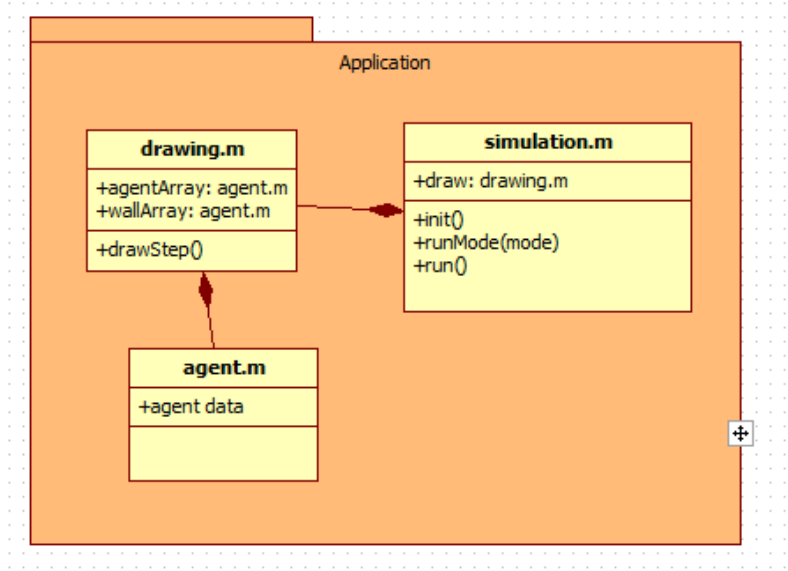 Application
drawing.m
+agentArray: agent.m
+wallArray: agent.m
+drawStep()
simulation.m
+draw: drawing.m
+init()
+runMode(mode)
+run()
agent.m
+agent data